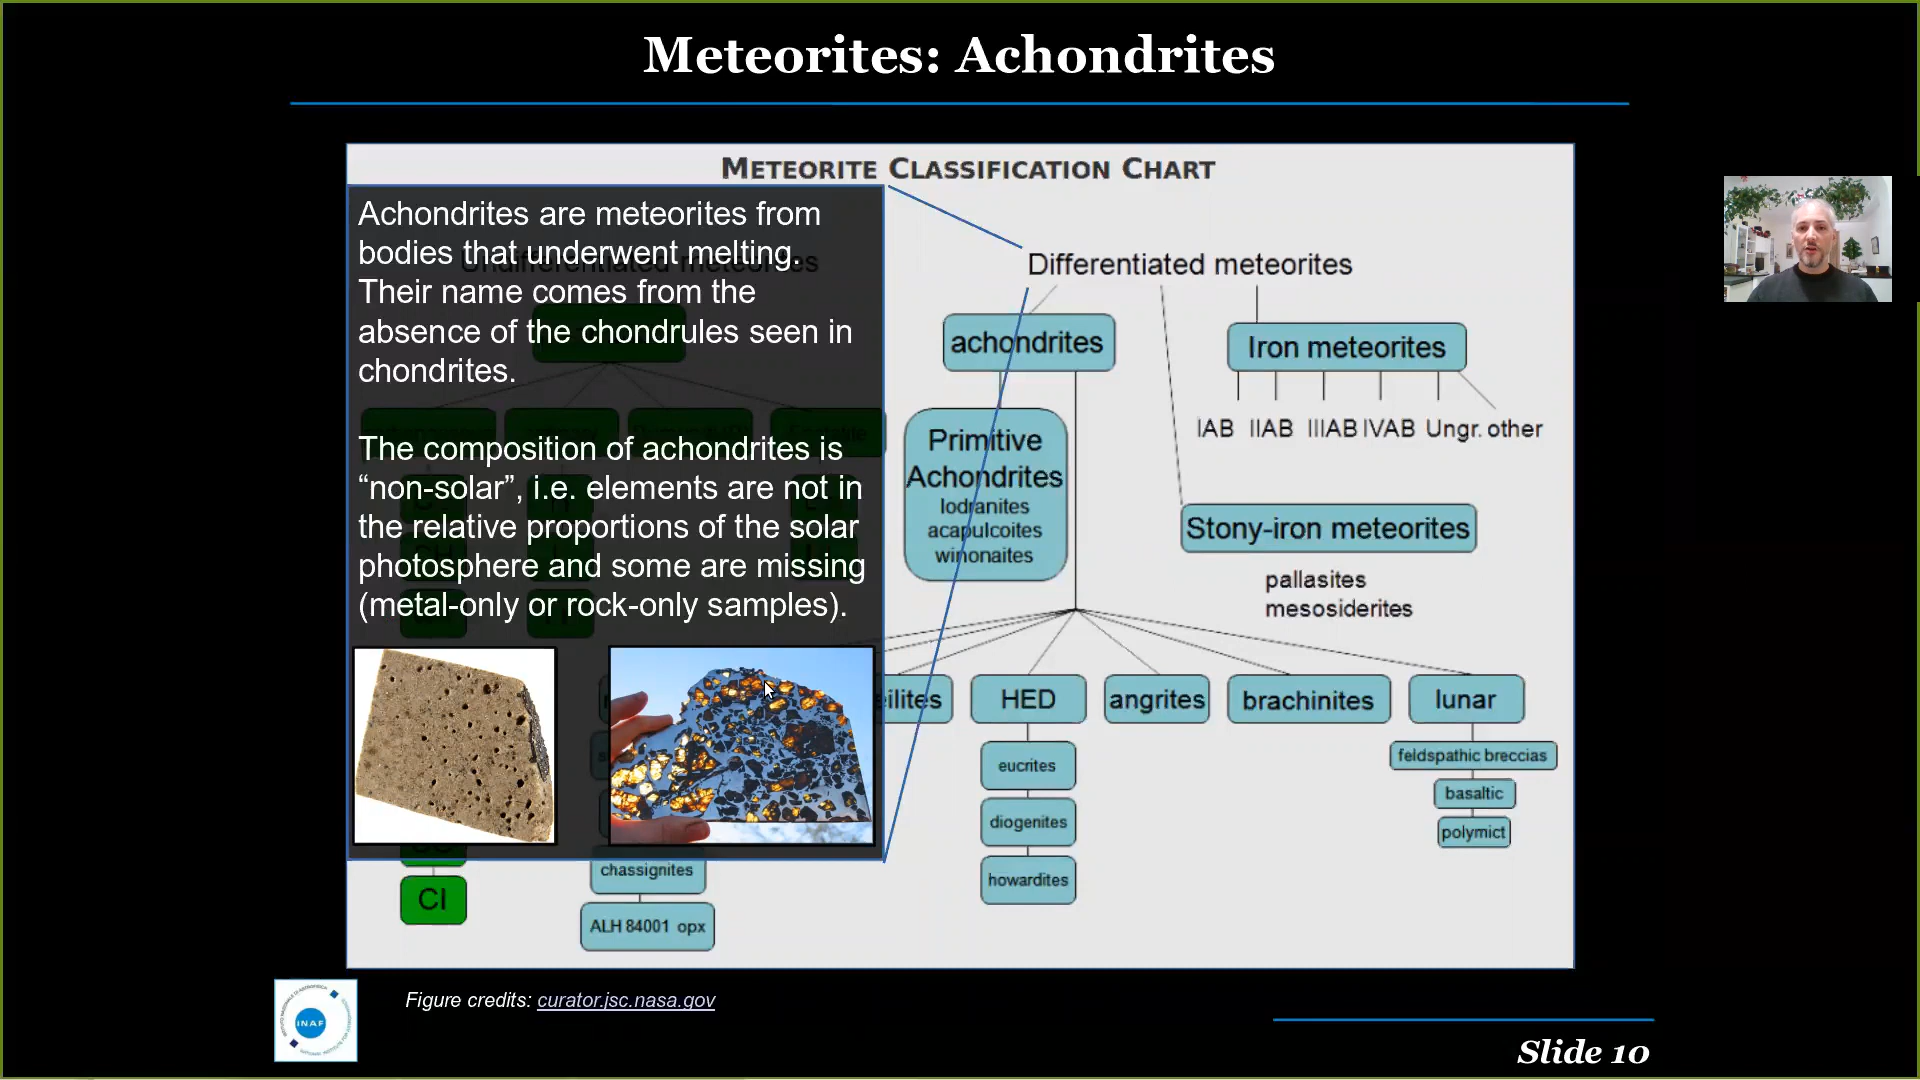 Meteorites: Achondrites
METEORITE CLASSIFICATION CHART
Achondrites are meteorites from
bodies that underwent melting.
Their name comes from the
absence of the chondrules seen in
chondrites.
The composition of achondrites is
“non-solar”, i.e. elements are not in
the relative proportions of the solar
photosphere and some are missing
(metal-only or rock-only samples).
Undifferentiated meteorites
Differentiated meteorites
achondrites
Iron meteorites
IAB IIAB IIIAB IVAB Ungr. other
Primitive
Achondrites
lodranites
acapulcoites
winonaites
Stony-iron meteorites
pallasites
mesosiderites
eilites
HED
angrites
brachinites
lunar
eucrites
diogenites
howardites
feldspathic breccias
basaltic
polymict
chassignites
ALH 84001 opx
CI
INAF
Figure credits: curator.jsc.nasa.gov
Slide 10